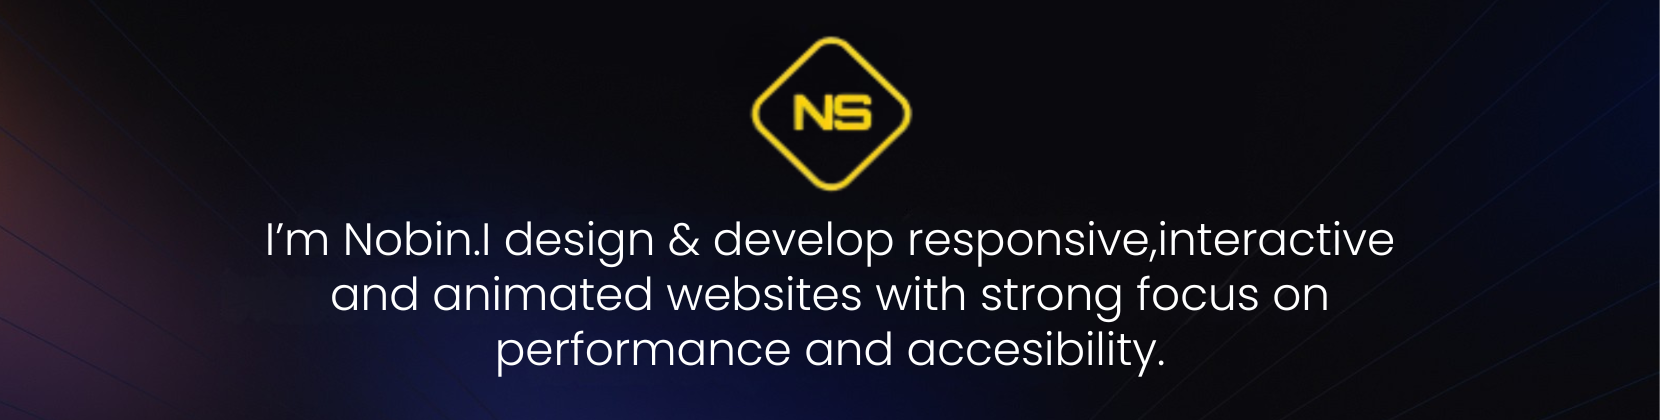 NS
I’m Nobin.I design & develop responsive,interactive
and animated websites with strong focus on
performance and accesibility.